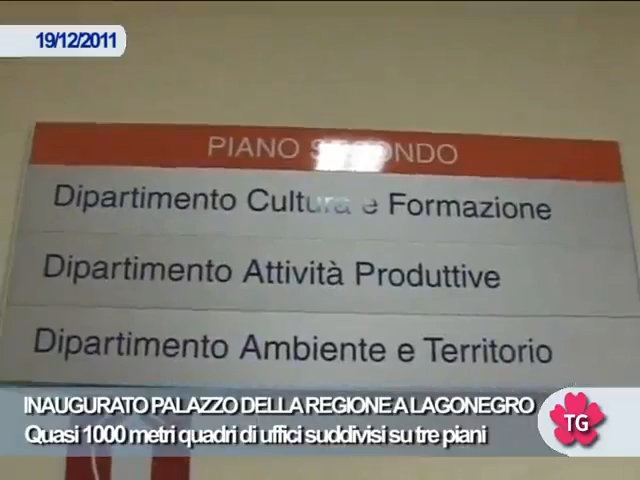 19/12/2011
PIANO SECONDO
Dipartimento Cultura e Formazione
Dipartimento Attività Produttive
Dipartimento Ambiente e Territorio
INAUGURATO PALAZZO DELLA REGIONE A LAGONEGRO
Quasi 1000 metri quadri di uffici suddivisi su tre piani
TG